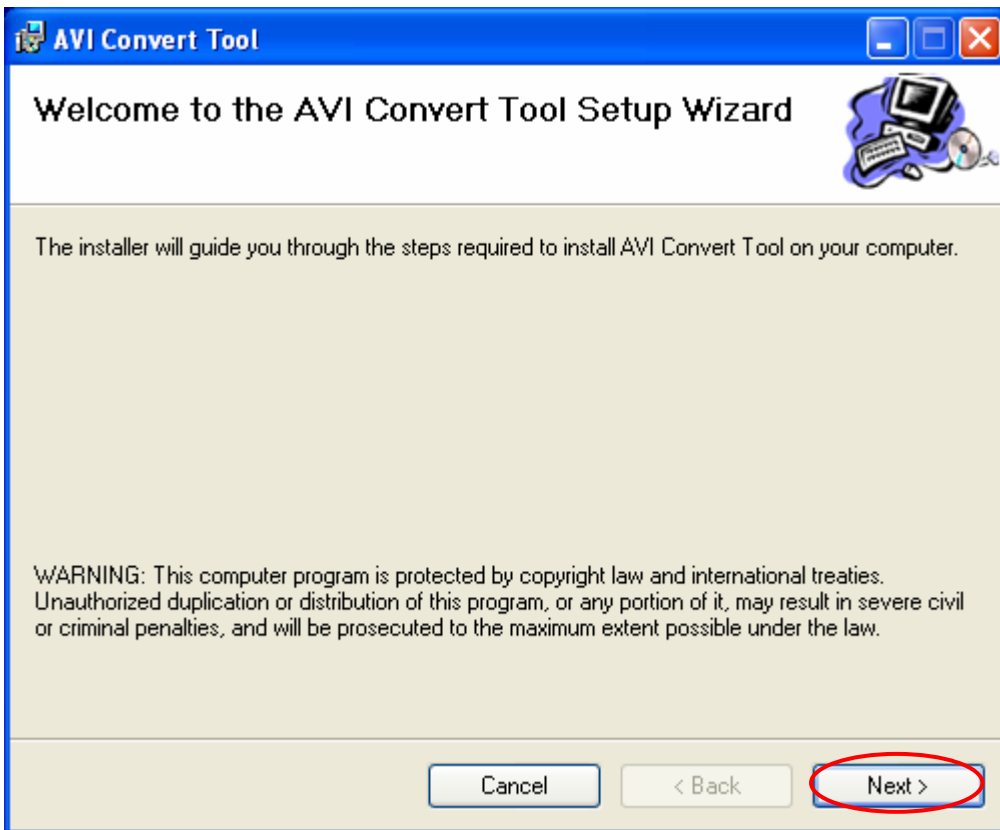 AVI Convert Tool
Welcome to the AVI Convert Tool Setup Wizard
The installer will guide you through the steps required to install AVI Convert Tool on your computer.
WARNING: This computer program is protected by copyright law and international treaties.
Unauthorized duplication or distribution of this program, or any portion of it, may result in severe civil
or criminal penalties, and will be prosecuted to the maximum extent possible under the law.
Cancel
< Back
Next >